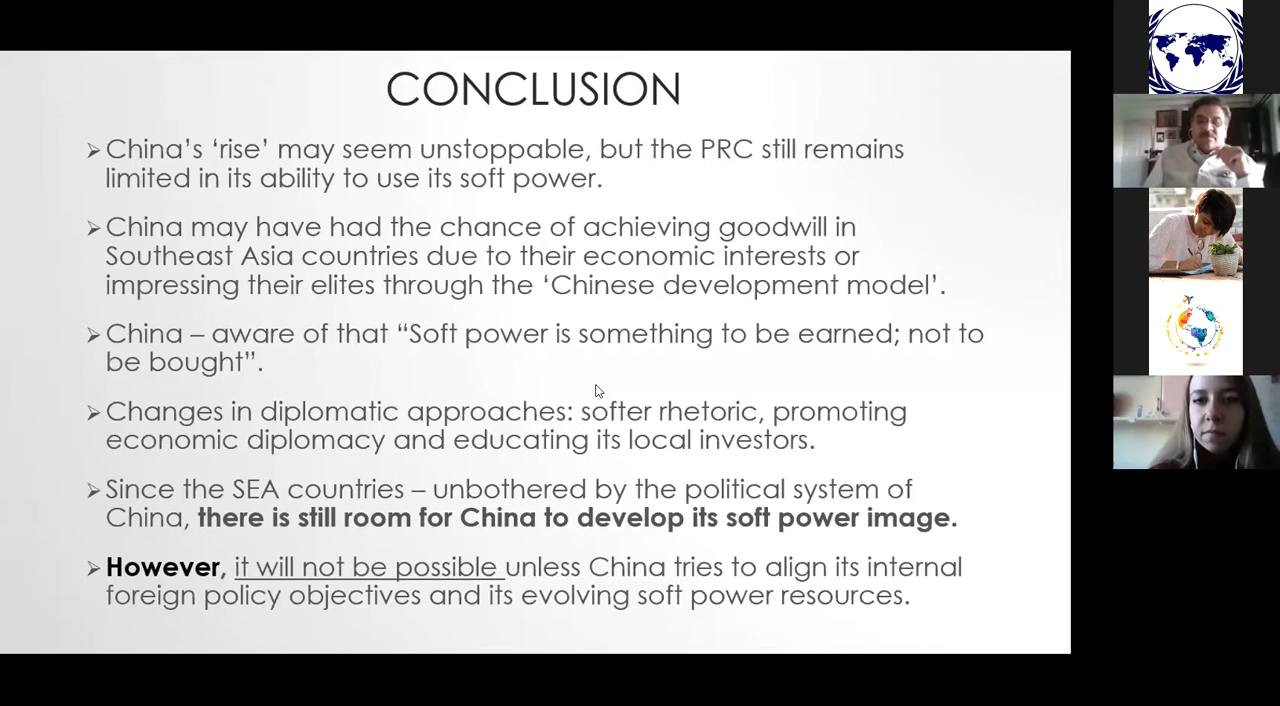 CONCLUSION
➢China’s ‘rise’ may seem unstoppable, but the PRC still remains
limited in its ability to use its soft power.
➢China may have had the chance of achieving goodwill in
Southeast Asia countries due to their economic interests or
impressing their elites through the ‘Chinese development model’.
➢China – aware of that “Soft power is something to be earned; not to
be bought”.
➢Changes in diplomatic approaches: softer rhetoric, promoting
economic diplomacy and educating its local investors.
➢Since the SEA countries – unbothered by the political system of
China, there is still room for China to develop its soft power image.
➢However, it will not be possible unless China tries to align its internal
foreign policy objectives and its evolving soft power resources.